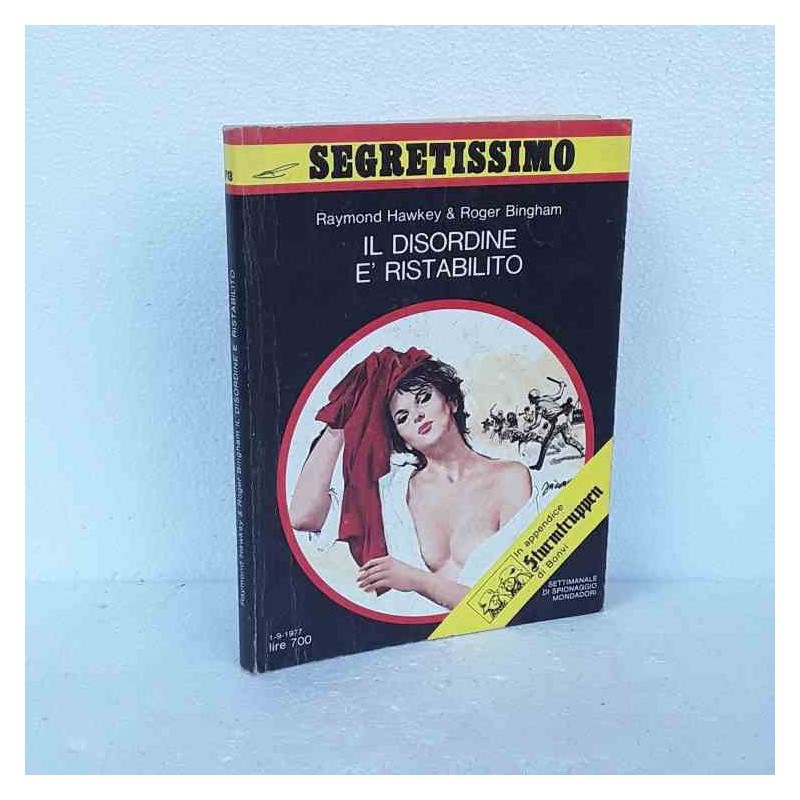 SEGRETISSIMO
Raymond Hawkey & Roger Bingham
IL DISORDINE
E' RISTABILITO
in appendice
Sturmtruppen
di Bonvi
SETTIMANALE
DI SPIONAGGIO
MONDADORI
1-9-1977
lire 700
Raymond Hawkey & Roger Bingham IL DISORDINE E' RISTABILITO